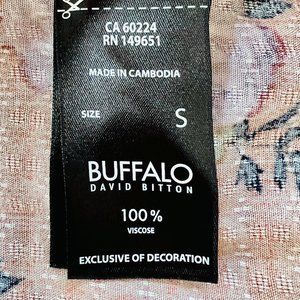 CA 60224
RN 149651
MADE IN CAMBODIA
SIZE S
BUFFALO
DAVID BITTON
100%
VISCOSE
EXCLUSIVE OF DECORATION